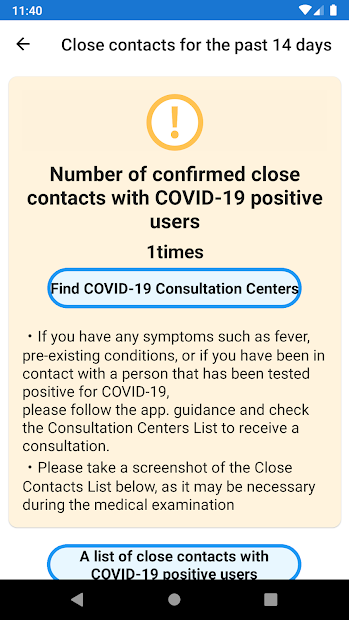 11:40
Close contacts for the past 14 days
Number of confirmed close
contacts with COVID-19 positive
users
1times
Find COVID-19 Consultation Centers
・If you have any symptoms such as fever,
pre-existing conditions, or if you have been in
contact with a person that has been tested
positive for COVID-19,
please follow the app. guidance and check
the Consultation Centers List to receive a
consultation.
・Please take a screenshot of the Close
Contacts List below, as it may be necessary
during the medical examination
A list of close contacts with
COVID-19 positive users